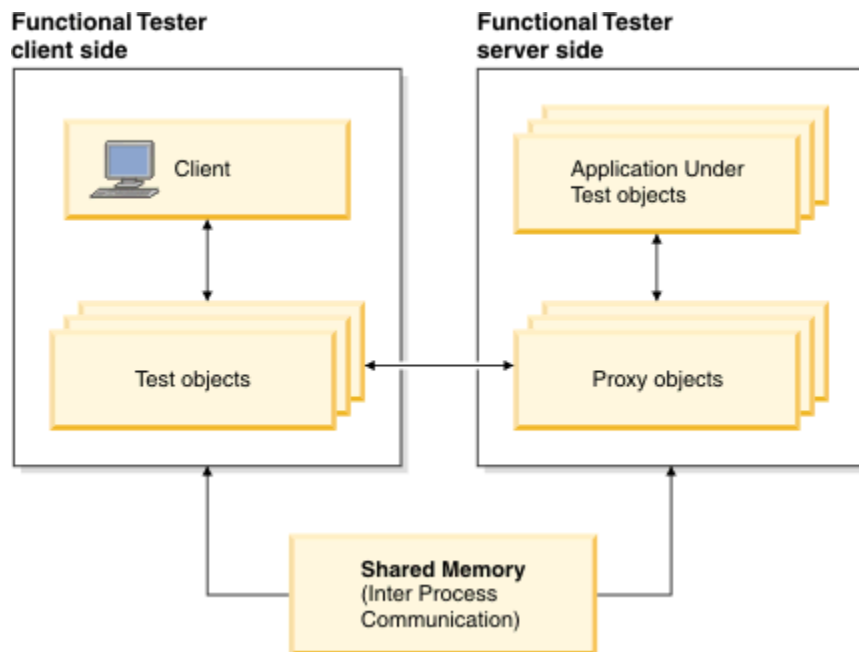 Functional Tester
client side
Functional Tester
server side
Client
Application Under
Test objects
Test objects
Proxy objects
Shared Memory
(Inter Process
Communication)